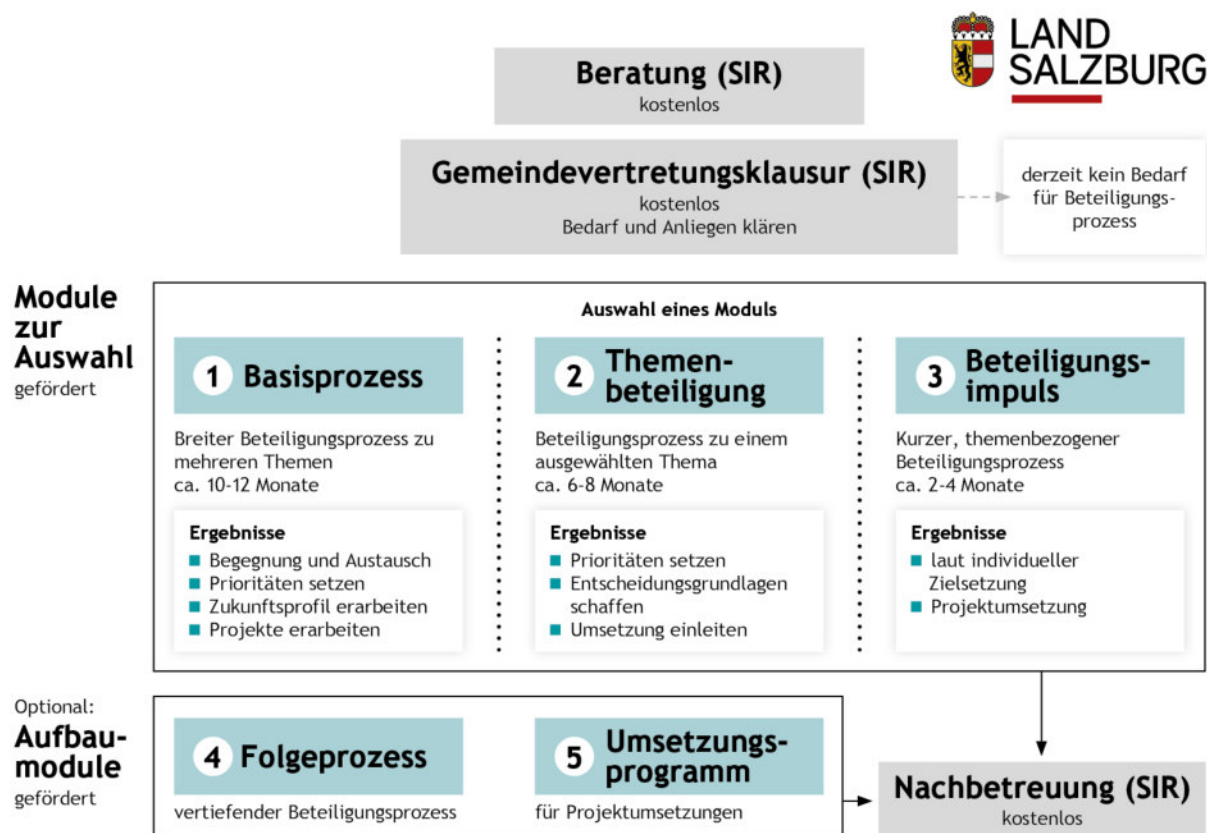 LAND
SALZBURG
Beratung (SIR)
kostenlos
Gemeindevertretungsklausur (SIR)
kostenlos
Bedarf und Anliegen klären
derzeit kein Bedarf
für Beteiligungs-
prozess
Module
zur
Auswahl
gefördert
Auswahl eines Moduls
1 Basisprozess
Breiter Beteiligungsprozess zu
mehreren Themen
ca. 10-12 Monate
Ergebnisse
Begegnung und Austausch
Prioritäten setzen
Zukunftsprofil erarbeiten
Projekte erarbeiten
2 Themen-
beteiligung
Beteiligungsprozess zu einem
ausgewählten Thema
ca. 6-8 Monate
Ergebnisse
Prioritäten setzen
Entscheidungsgrundlagen
schaffen
Umsetzung einleiten
3 Beteiligungs-
impuls
Kurzer, themenbezogener
Beteiligungsprozess
ca. 2-4 Monate
Ergebnisse
laut individueller
Zielsetzung
Projektumsetzung
Optional:
Aufbau-
module
gefördert
4 Folgeprozess
vertiefender Beteiligungsprozess
5 Umsetzungs-
programm
für Projektumsetzungen
Nachbetreuung (SIR)
kostenlos